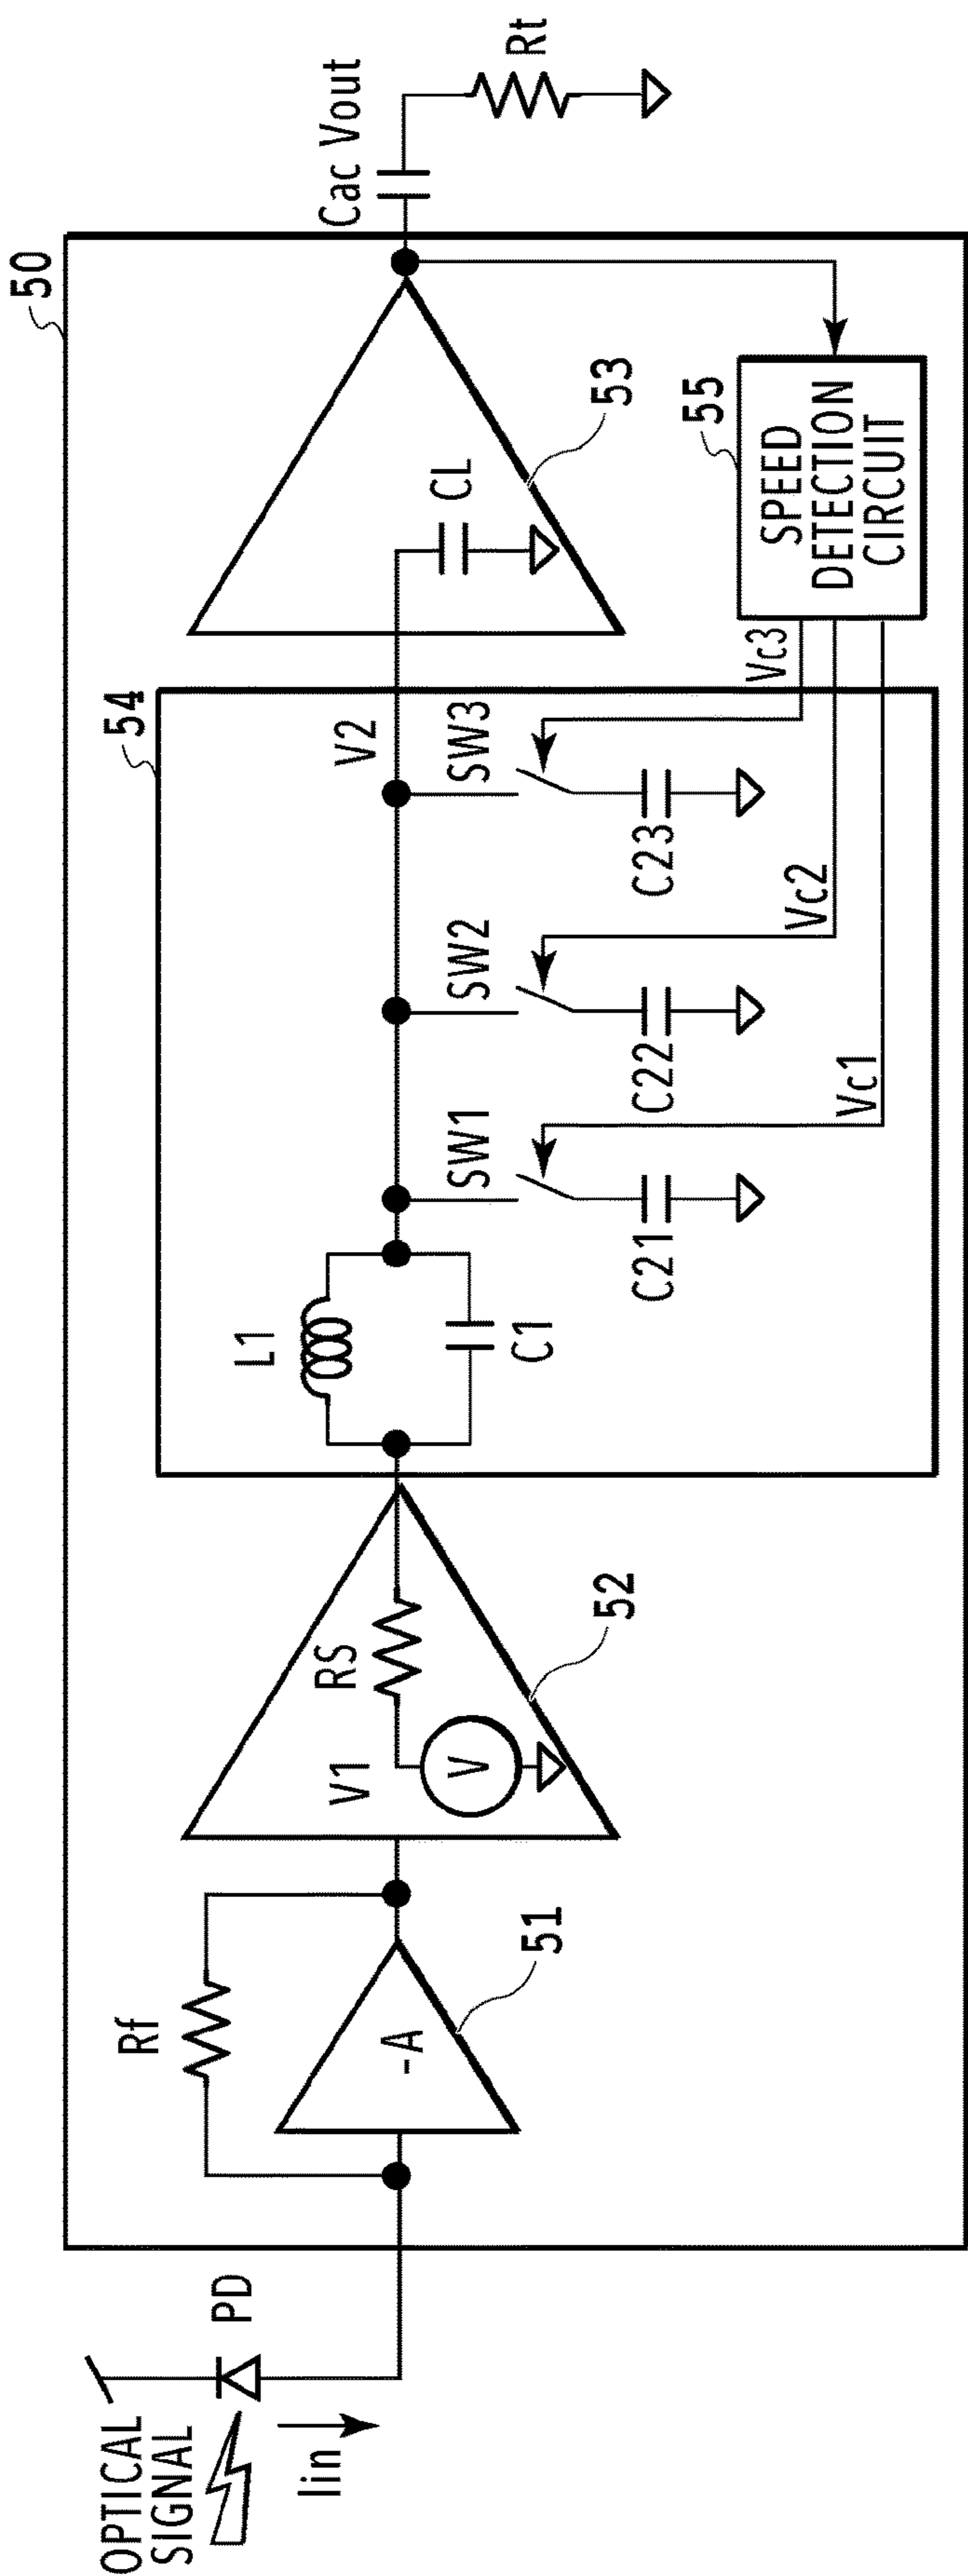 OPTICAL
SIGNAL
Iin
PD
50
Rf
-A
51
V1
V
RS
52
54
L1
C1
SW1
C21
Vc1
SW2
C22
Vc2
V2
SW3
C23
Vc3
CL
53
55
SPEED
DETECTION
CIRCUIT
Cac Vout
Rt